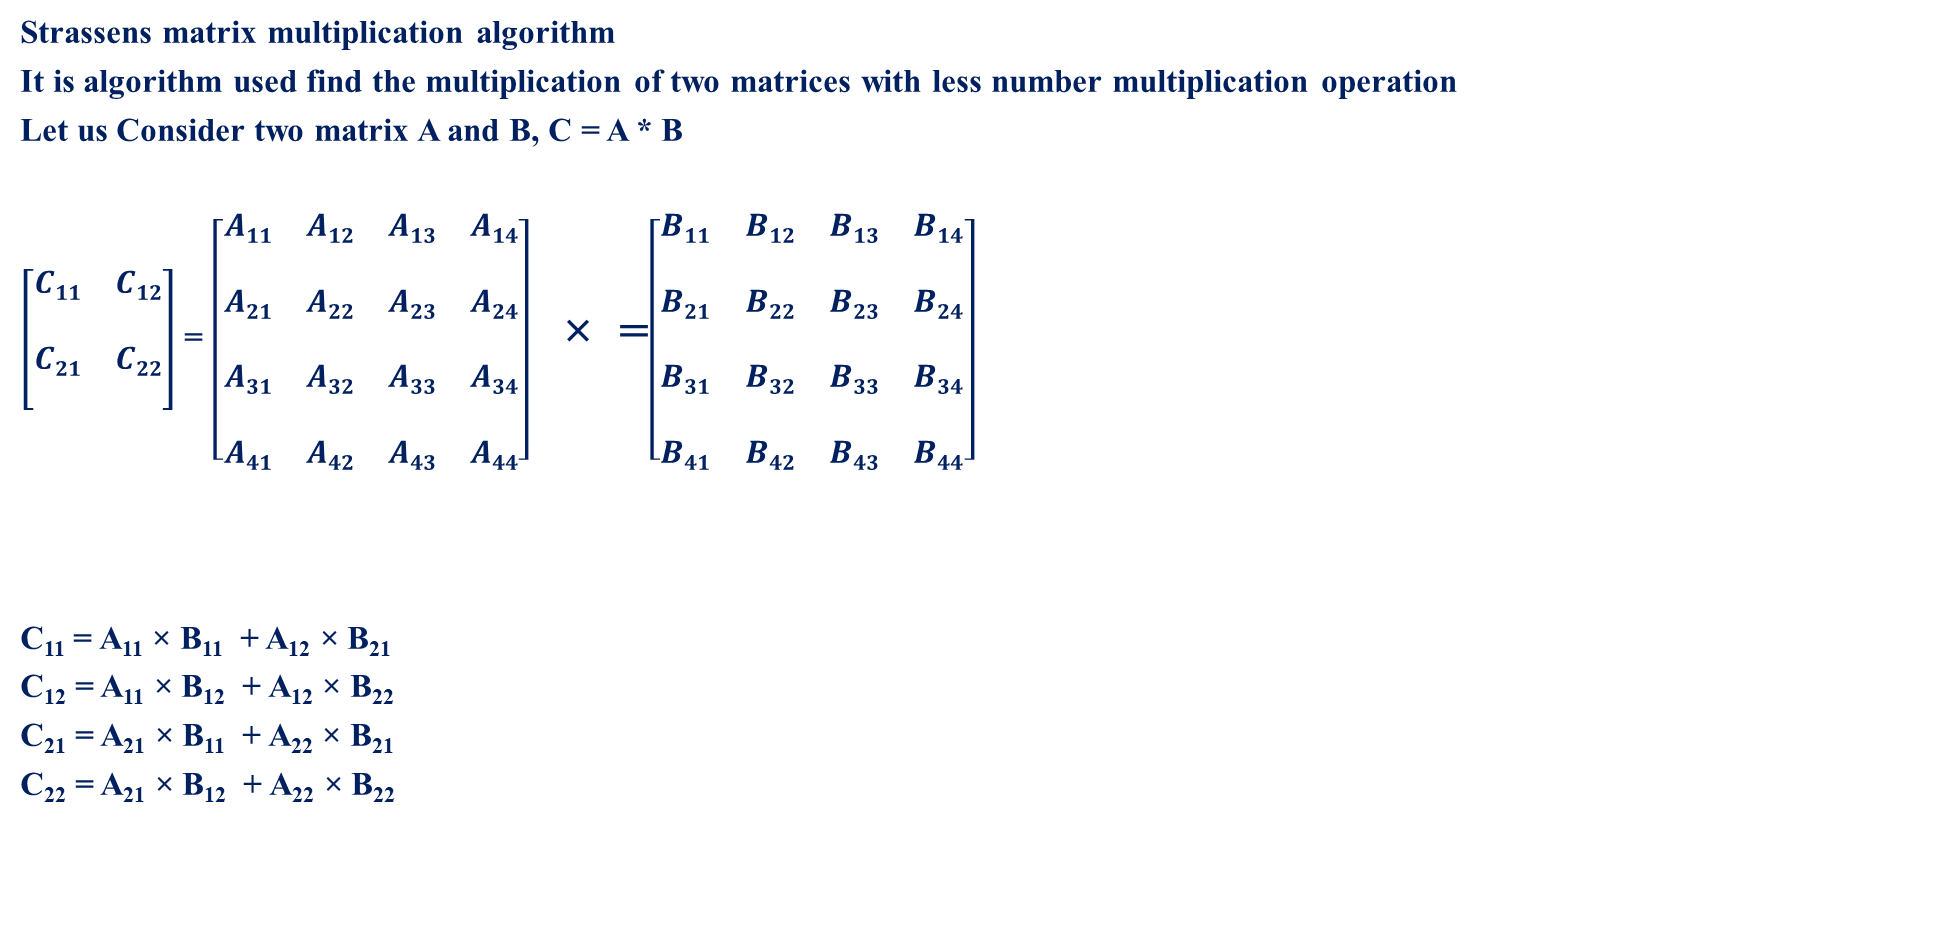 Strassens matrix multiplication algorithm
It is algorithm used find the multiplication of two matrices with less number multiplication operation
Let us Consider two matrix A and B, C = A * B
[C₁₁ C₁₂
C₂₁ C₂₂] =
[A₁₁ A₁₂ A₁₃ A₁₄
A₂₁ A₂₂ A₂₃ A₂₄
A₃₁ A₃₂ A₃₃ A₃₄
A₄₁ A₄₂ A₄₃ A₄₄]
× =
[B₁₁ B₁₂ B₁₃ B₁₄
B₂₁ B₂₂ B₂₃ B₂₄
B₃₁ B₃₂ B₃₃ B₃₄
B₄₁ B₄₂ B₄₃ B₄₄]
C₁₁ = A₁₁ × B₁₁ + A₁₂ × B₂₁
C₁₂ = A₁₁ × B₁₂ + A₁₂ × B₂₂
C₂₁ = A₂₁ × B₁₁ + A₂₂ × B₂₁
C₂₂ = A₂₁ × B₁₂ + A₂₂ × B₂₂